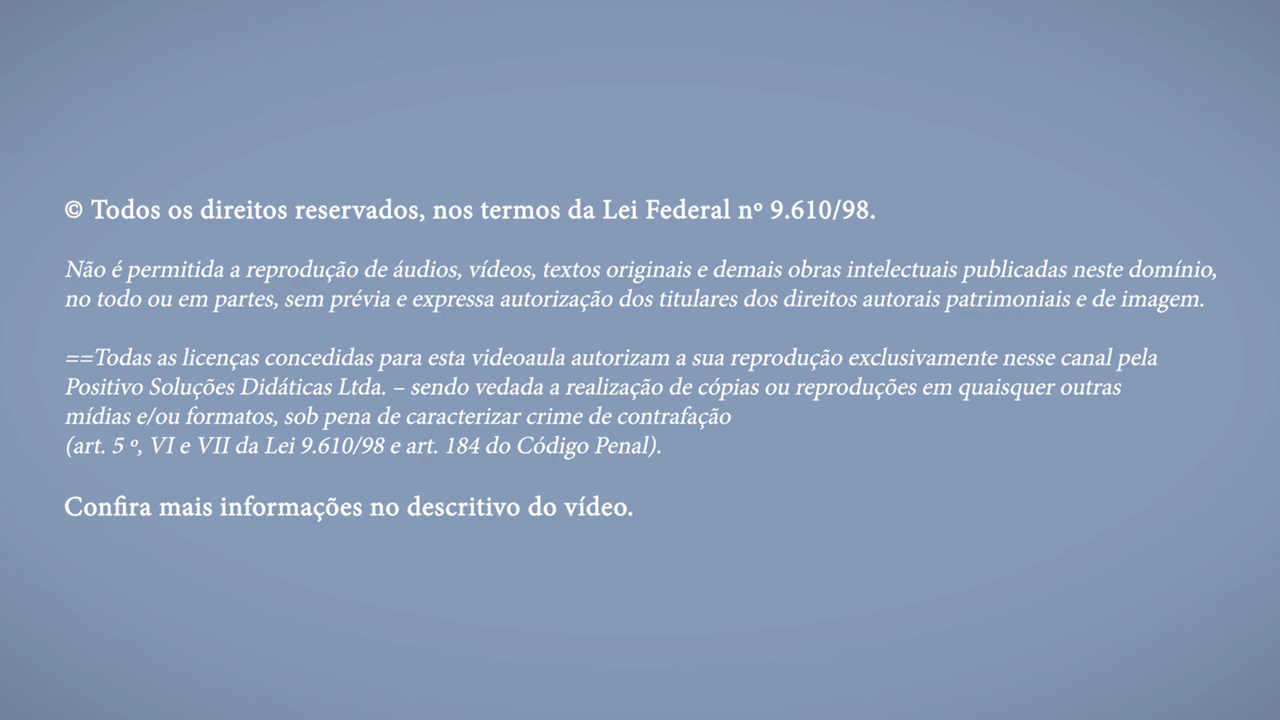 © Todos os direitos reservados, nos termos da Lei Federal nº 9.610/98.
Não é permitida a reprodução de áudios, vídeos, textos originais e demais obras intelectuais publicadas neste domínio,
no todo ou em partes, sem prévia e expressa autorização dos titulares dos direitos autorais patrimoniais e de imagem.
==Todas as licenças concedidas para esta videoaula autorizam a sua reprodução exclusivamente nesse canal pela
Positivo Soluções Didáticas Ltda. – sendo vedada a realização de cópias ou reproduções em quaisquer outras
mídias e/ou formatos, sob pena de caracterizar crime de contrafação
(art. 5 º, VI e VII da Lei 9.610/98 e art. 184 do Código Penal).
Confira mais informações no descritivo do vídeo.